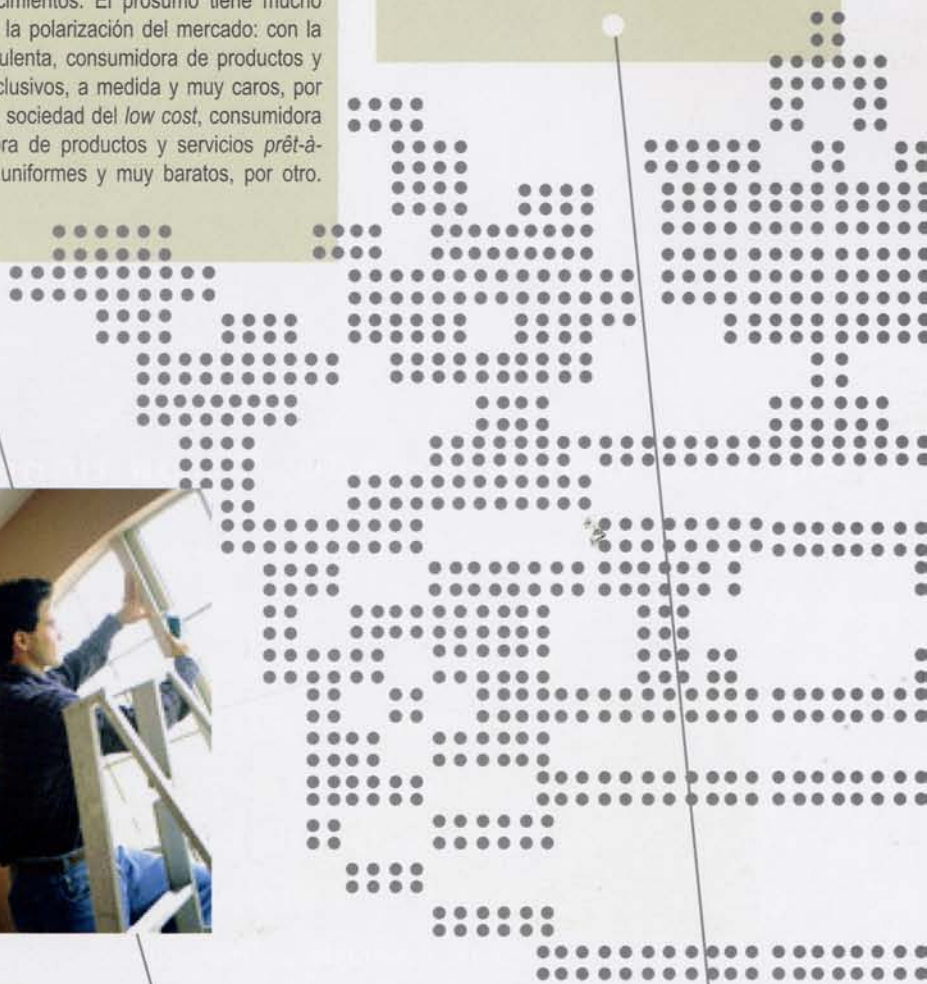 cimientos. El prosumo tiene mucho
la polarización del mercado: con la
ulenta, consumidora de productos y
clusivos, a medida y muy caros, por
sociedad del low cost, consumidora
ra de productos y servicios prêt-à-
uniformes y muy baratos, por otro.